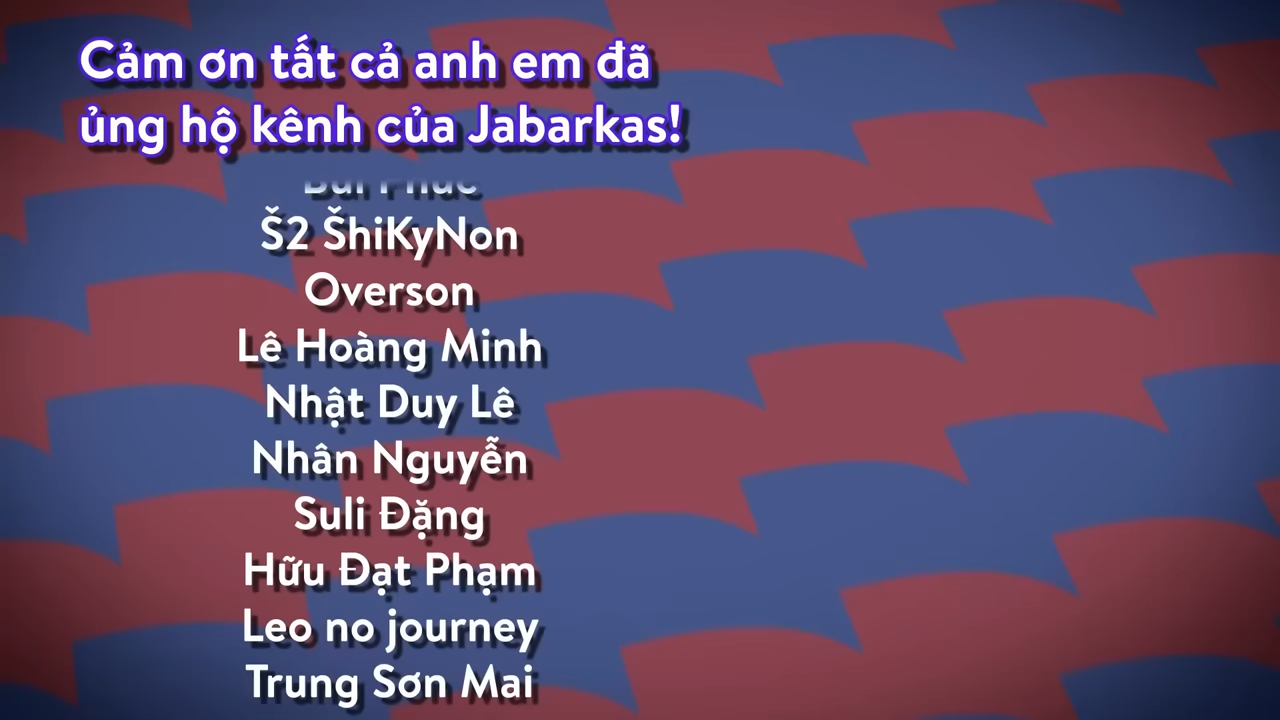 Cảm ơn tất cả anh em đã
ủng hộ kênh của Jabarkas!
Š2 ŠhiKyNon
Overson
Lê Hoàng Minh
Nhật Duy Lê
Nhân Nguyễn
Suli Đặng
Hữu Đạt Phạm
Leo no journey
Trung Sơn Mai